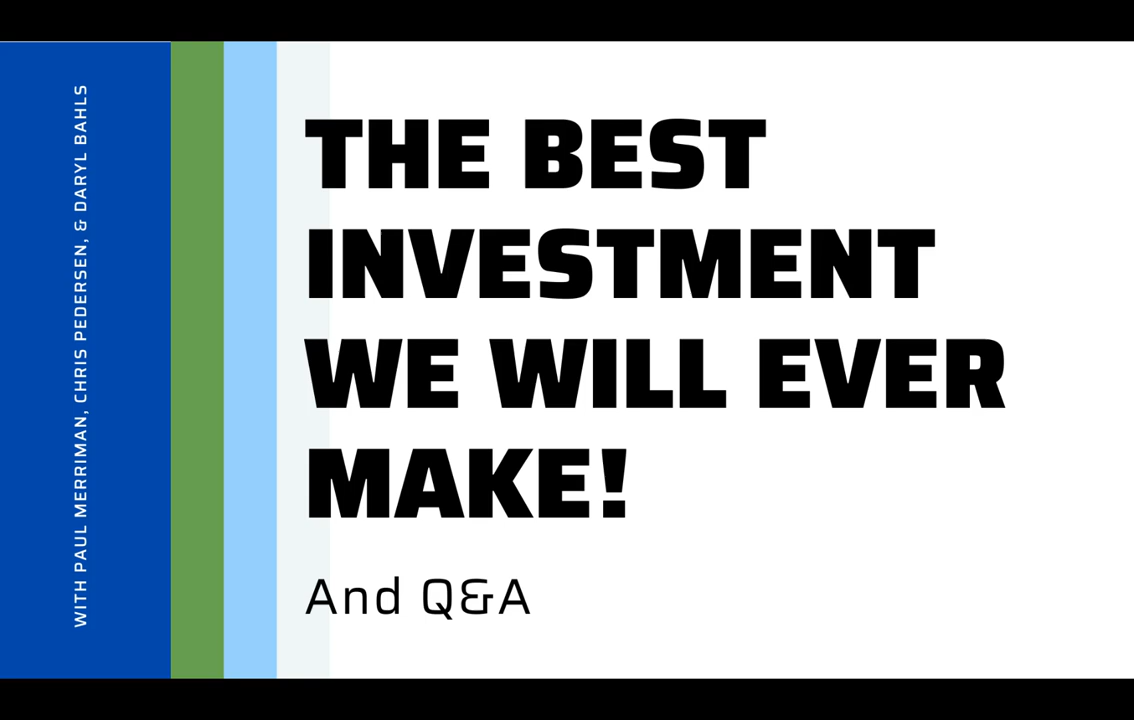 WITH PAUL MERRIMAN, CHRIS PEDERSEN, & DARYL BAHLS
THE BEST
INVESTMENT
WE WILL EVER
MAKE!
And Q&A